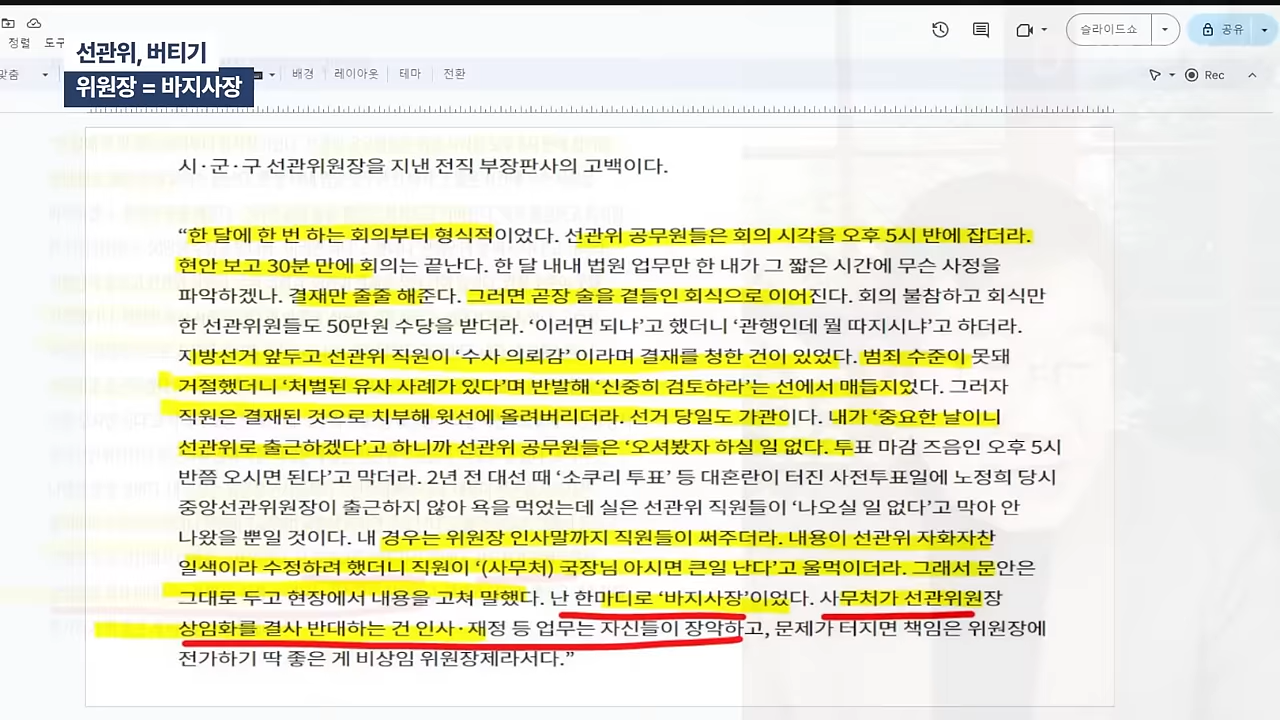 정렬 도구
선관위, 버티기
위원장 = 바지사장
맞춤
배경 레이아웃 테마 전환
슬라이드쇼
공유
Rec
시·군·구 선관위원장을 지낸 전직 부장판사의 고백이다.
“한 달에 한 번 하는 회의부터 형식적이었다. 선관위 공무원들은 회의 시각을 오후 5시 반에 잡더라.
현안 보고 30분 만에 회의는 끝난다. 한 달 내내 법원 업무만 한 내가 그 짧은 시간에 무슨 사정을
파악하겠나. 결재만 줄줄 해준다. 그러면 곧장 술을 곁들인 회식으로 이어진다. 회의 불참하고 회식만
한 선관위원들도 50만원 수당을 받더라. ‘이러면 되나’고 했더니 ‘관행인데 뭘 따지시냐’고 하더라.
지방선거 앞두고 선관위 직원이 ‘수사 의뢰감’ 이라며 결재를 청한 건이 있었다. 범죄 수준이 못돼
거절했더니 ‘처벌된 유사 사례가 있다’며 반발해 ‘신중히 검토하라’는 선에서 매듭지었다. 그러자
직원은 결재된 것으로 치부해 윗선에 올려버리더라. 선거 당일도 가관이다. 내가 ‘중요한 날이니
선관위로 출근하겠다’고 하니까 선관위 공무원들은 ‘오셔봤자 하실 일 없다. 투표 마감 즈음인 오후 5시
반쯤 오시면 된다’고 막더라. 2년 전 대선 때 ‘소쿠리 투표’ 등 대혼란이 터진 사전투표일에 노정희 당시
중앙선관위원장이 출근하지 않아 욕을 먹었는데 실은 선관위 직원들이 ‘나오실 일 없다’고 막아 안
나왔을 뿐일 것이다. 내 경우는 위원장 인사말까지 직원들이 써주더라. 내용이 선관위 자화자찬
일색이라 수정하려 했더니 직원이 ‘(사무처) 국장님 아시면 큰일 난다’고 울먹이더라. 그래서 문안은
그대로 두고 현장에서 내용을 고쳐 말했다. 난 한마디로 ‘바지사장’이었다. 사무처가 선관위원장
상임화를 결사 반대하는 건 인사·재정 등 업무는 자신들이 장악하고, 문제가 터지면 책임은 위원장에
전가하기 딱 좋은 게 비상임 위원장제라서다.”